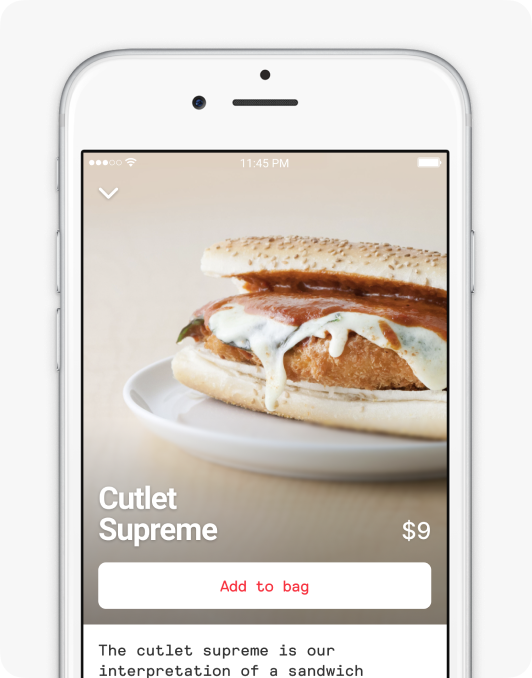 11:45 PM
Cutlet
Supreme
$9
Add to bag
The cutlet supreme is our
interpretation of a sandwich